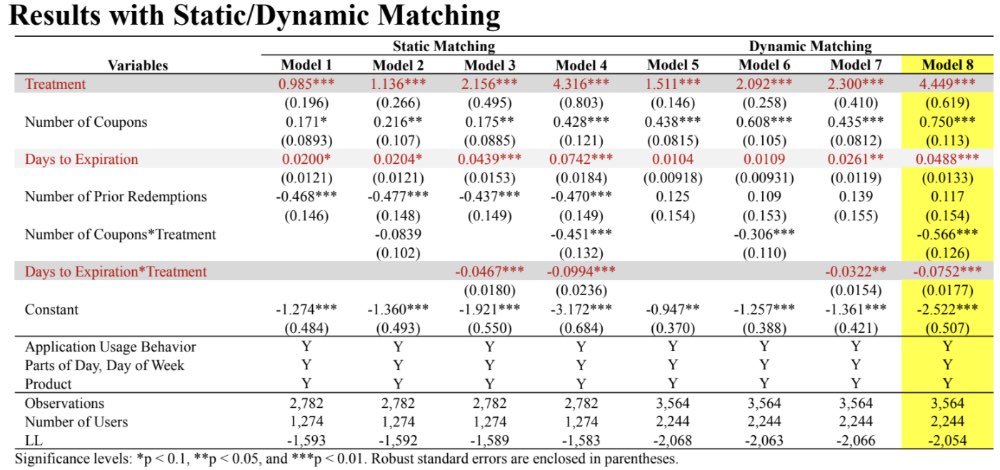 Results with Static/Dynamic Matching
Static Matching Dynamic Matching
Variables Model 1 Model 2 Model 3 Model 4 Model 5 Model 6 Model 7 Model 8
Treatment 0.985*** 1.136*** 2.156*** 4.316*** 1.511*** 2.092*** 2.300*** 4.449***
(0.196) (0.266) (0.495) (0.803) (0.146) (0.258) (0.410) (0.619)
Number of Coupons 0.171* 0.216** 0.175** 0.428*** 0.438*** 0.608*** 0.435*** 0.750***
(0.0893) (0.107) (0.0885) (0.121) (0.0815) (0.105) (0.0812) (0.113)
Days to Expiration 0.0200* 0.0204* 0.0439*** 0.0742*** 0.0104 0.0109 0.0261** 0.0488***
(0.0121) (0.0121) (0.0153) (0.0184) (0.00918) (0.00931) (0.0119) (0.0133)
Number of Prior Redemptions -0.468*** -0.477*** -0.437*** -0.470*** 0.125 0.109 0.139 0.117
(0.146) (0.148) (0.149) (0.149) (0.154) (0.153) (0.155) (0.154)
Number of Coupons*Treatment -0.0839 -0.451*** -0.306*** -0.566***
(0.102) (0.132) (0.110) (0.126)
Days to Expiration*Treatment -0.0467*** -0.0994*** -0.0322** -0.0752***
(0.0180) (0.0236) (0.0154) (0.0177)
Constant -1.274*** -1.360*** -1.921*** -3.172*** -0.947** -1.257*** -1.361*** -2.522***
(0.484) (0.493) (0.550) (0.684) (0.370) (0.388) (0.421) (0.507)
Application Usage Behavior Y Y Y Y Y Y Y Y
Parts of Day, Day of Week Y Y Y Y Y Y Y Y
Product Y Y Y Y Y Y Y Y
Observations 2,782 2,782 2,782 2,782 3,564 3,564 3,564 3,564
Number of Users 1,274 1,274 1,274 1,274 2,244 2,244 2,244 2,244
LL -1,593 -1,592 -1,589 -1,583 -2,068 -2,063 -2,066 -2,054
Significance levels: *p < 0.1, **p < 0.05, and ***p < 0.01. Robust standard errors are enclosed in parentheses.